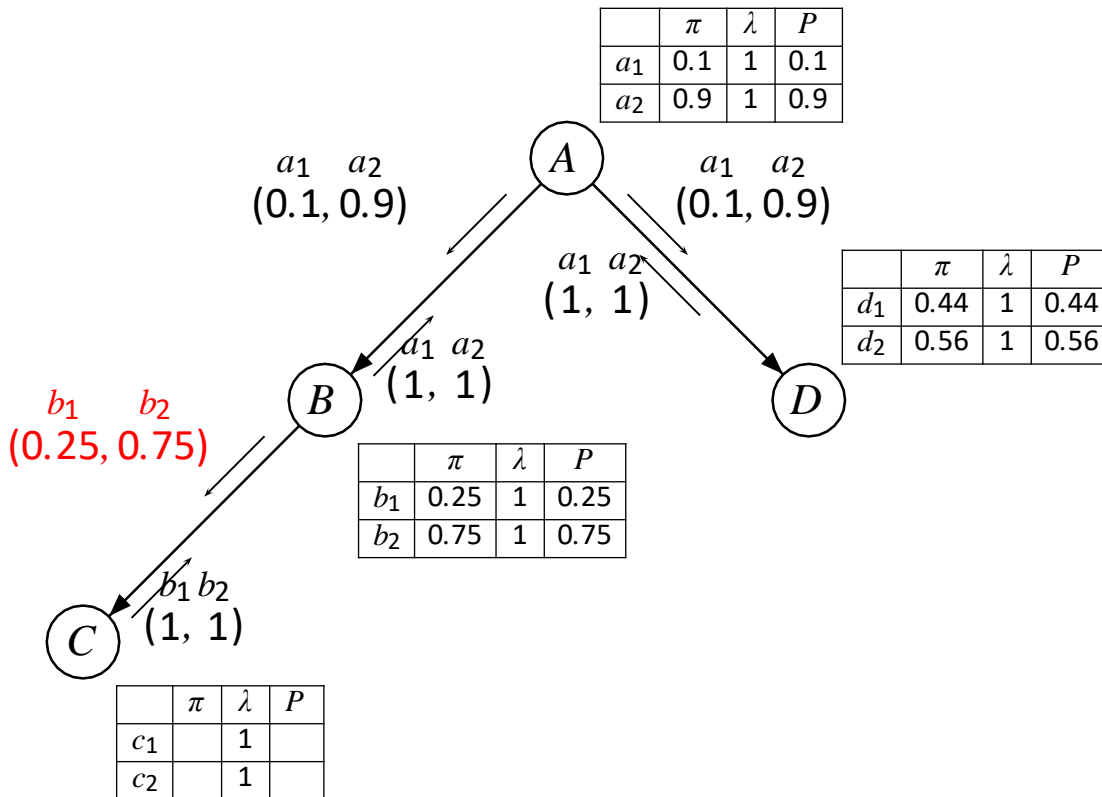 π λ P
a1 0.1 1 0.1
a2 0.9 1 0.9
A
a1 a2
(0.1, 0.9)
a1 a2
(0.1, 0.9)
a1 a2
(1, 1)
π λ P
d1 0.44 1 0.44
d2 0.56 1 0.56
a1 a2
(1, 1)
B
D
b1 b2
(0.25, 0.75)
π λ P
b1 0.25 1 0.25
b2 0.75 1 0.75
b1 b2
(1, 1)
C
π λ P
c1 1
c2 1